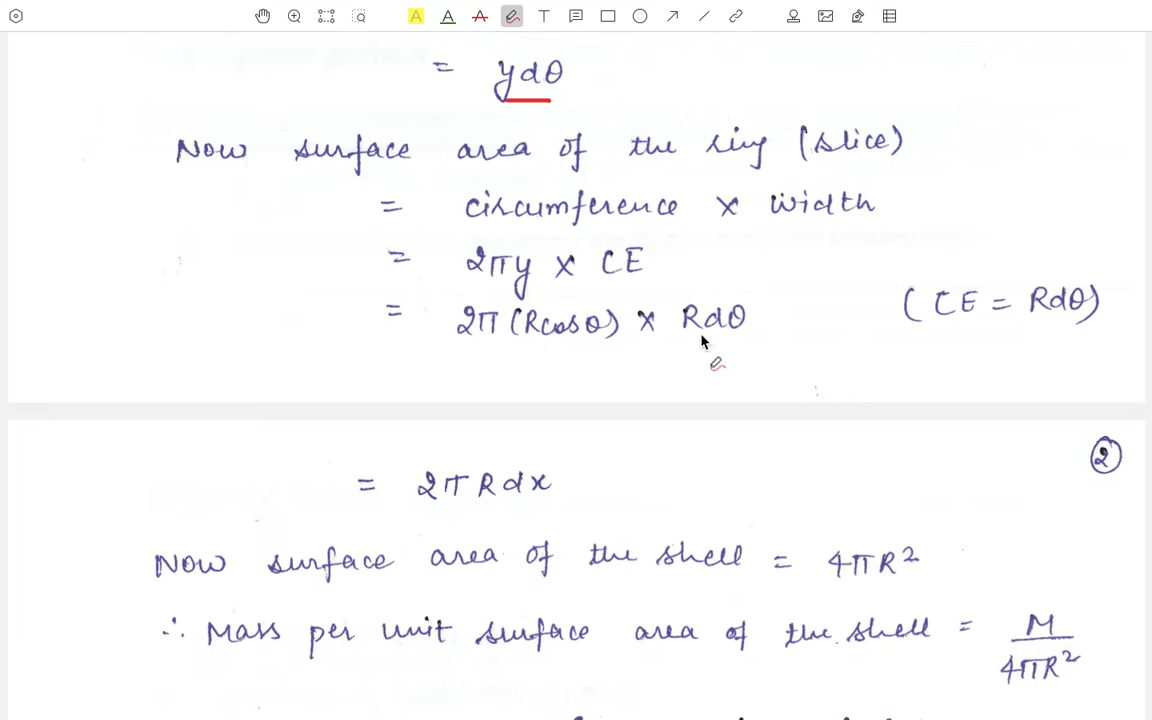 = ydθ
Now surface area of the ring (slice)
= circumference × width
= 2πy × CE
= 2π (Rcosθ) × Rdθ (CE = Rdθ)
2
= 2πRdx
Now surface area of the shell = 4πR²
∴ Mass per unit surface area of the shell = M / 4πR²